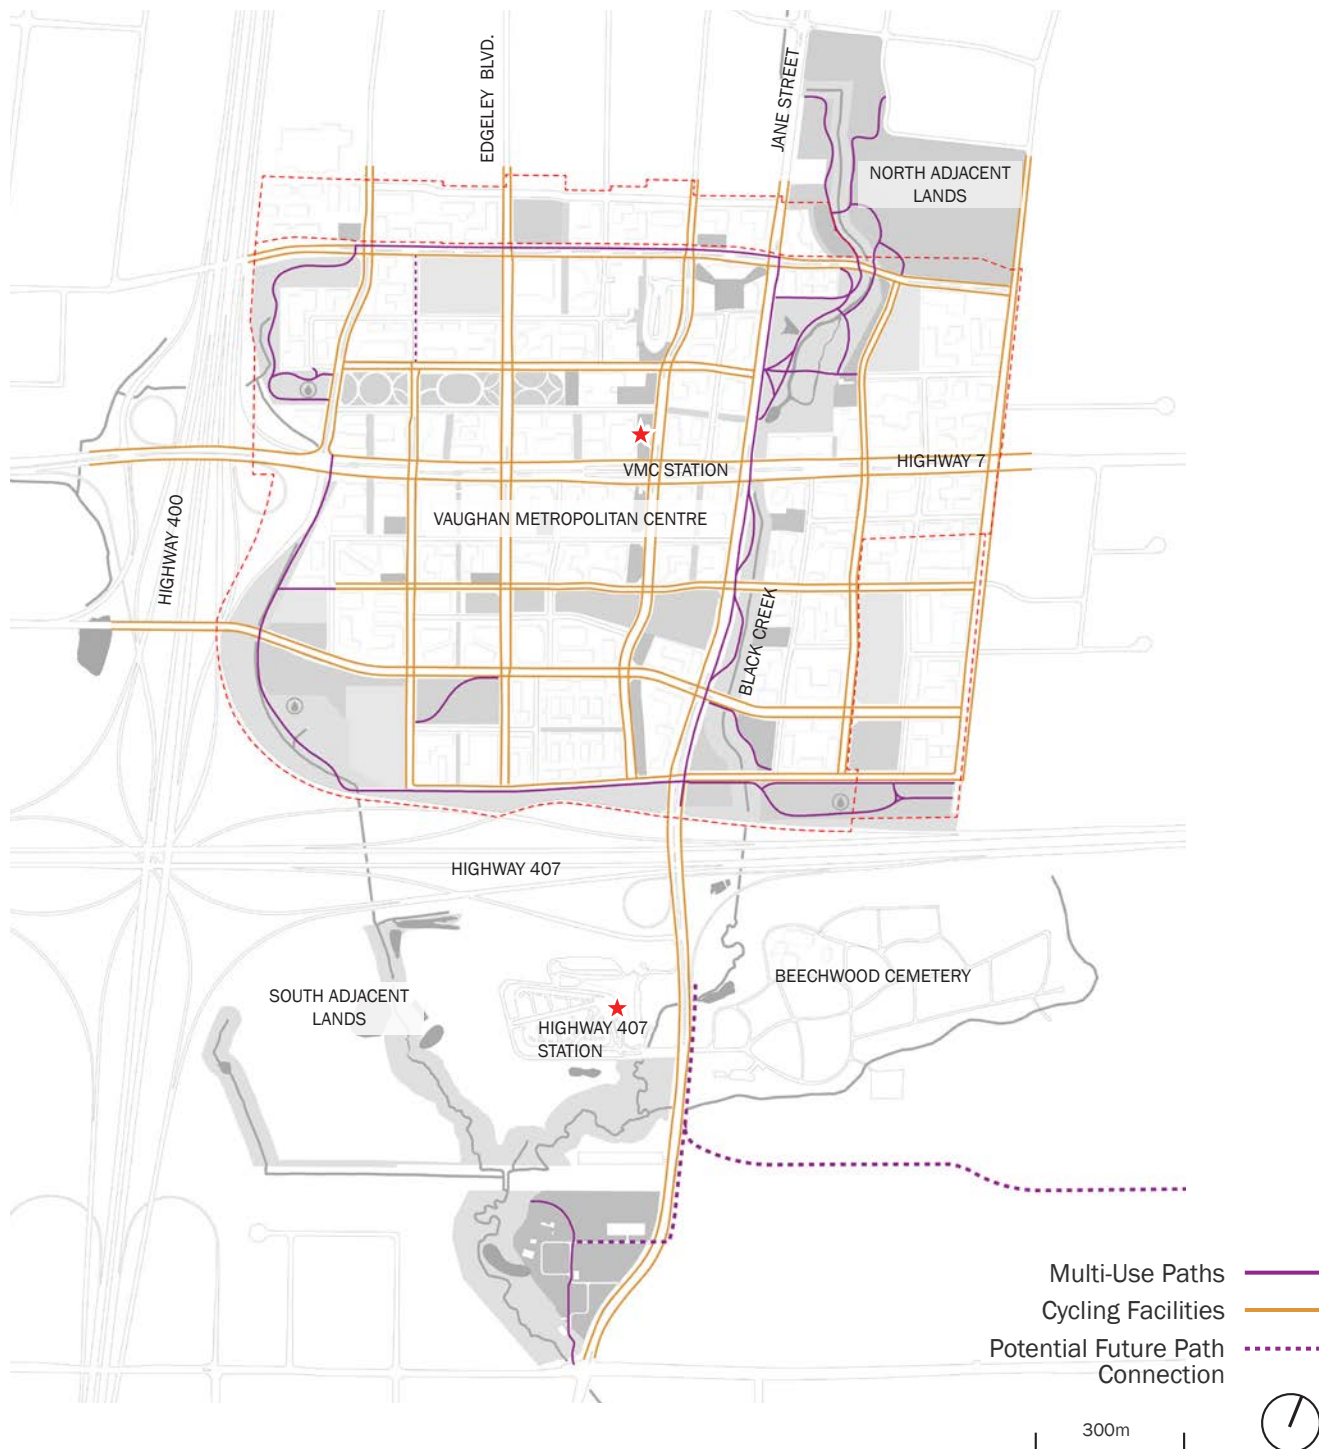 EDGELEY BLVD.
JANE STREET
NORTH ADJACENT
LANDS
VMC STATION
HIGHWAY 7
VAUGHAN METROPOLITAN CENTRE
HIGHWAY 400
BLACK CREEK
HIGHWAY 407
BEECHWOOD CEMETERY
SOUTH ADJACENT
LANDS
HIGHWAY 407
STATION
Multi-Use Paths
Cycling Facilities
Potential Future Path
Connection
300m